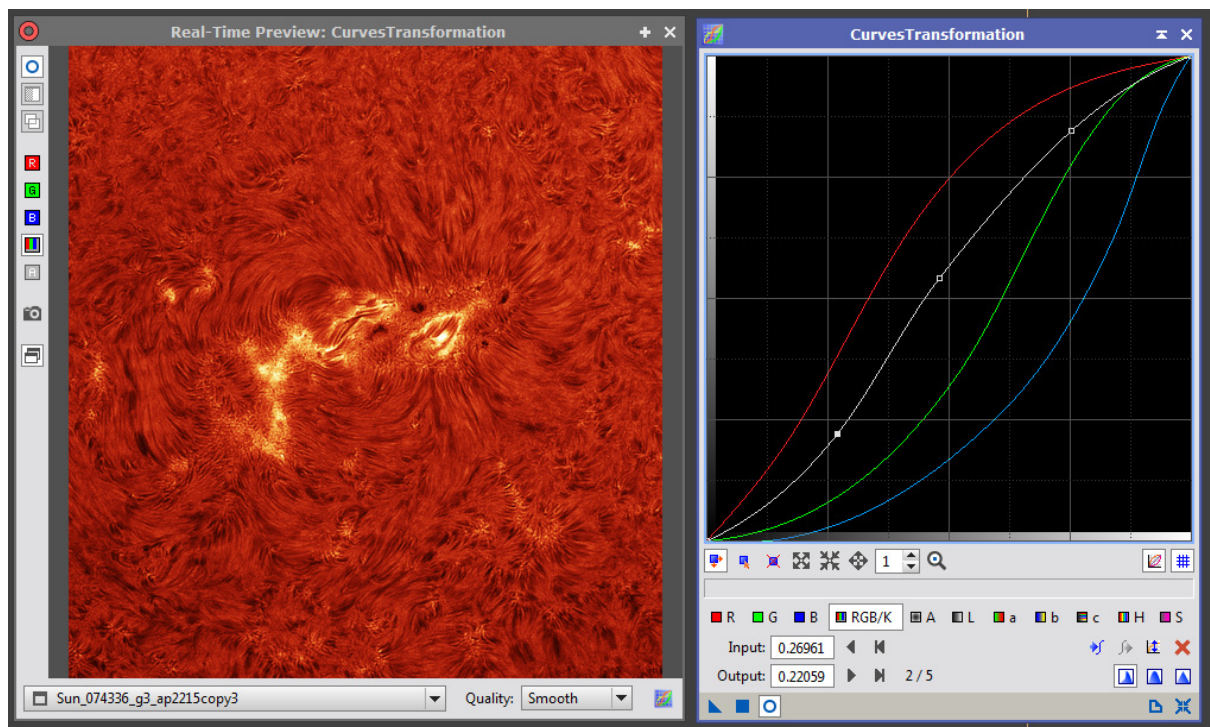 Real-Time Preview: CurvesTransformation
R
G
B
A
Sun_074336_g3_ap2215copy3
Quality: Smooth
CurvesTransformation
1
R G B RGB/K A L a b c H S
Input: 0.26961
Output: 0.22059 2 / 5